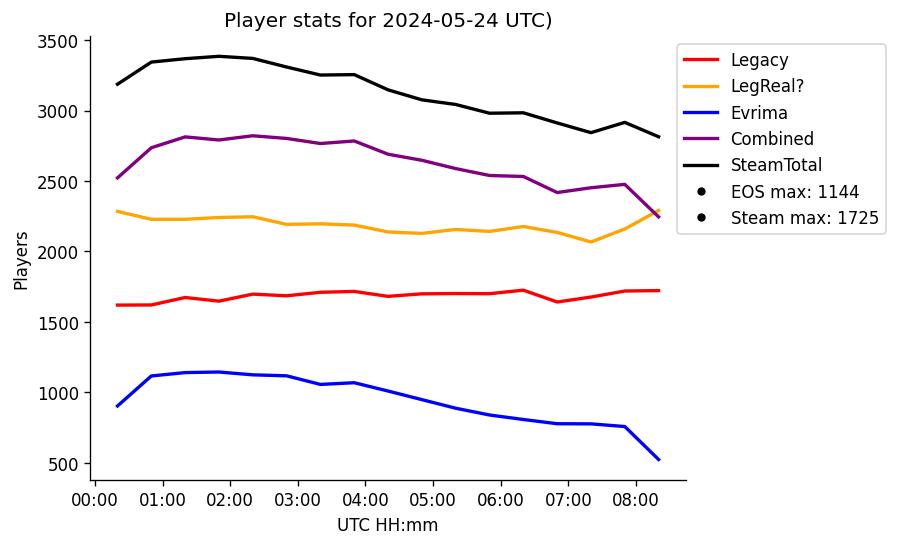 Player stats for 2024-05-24 UTC)
3500
3000
2500
2000
1500
1000
500
Players
00:00 01:00 02:00 03:00 04:00 05:00 06:00 07:00 08:00
UTC HH:mm
Legacy
LegReal?
Evrima
Combined
SteamTotal
EOS max: 1144
Steam max: 1725